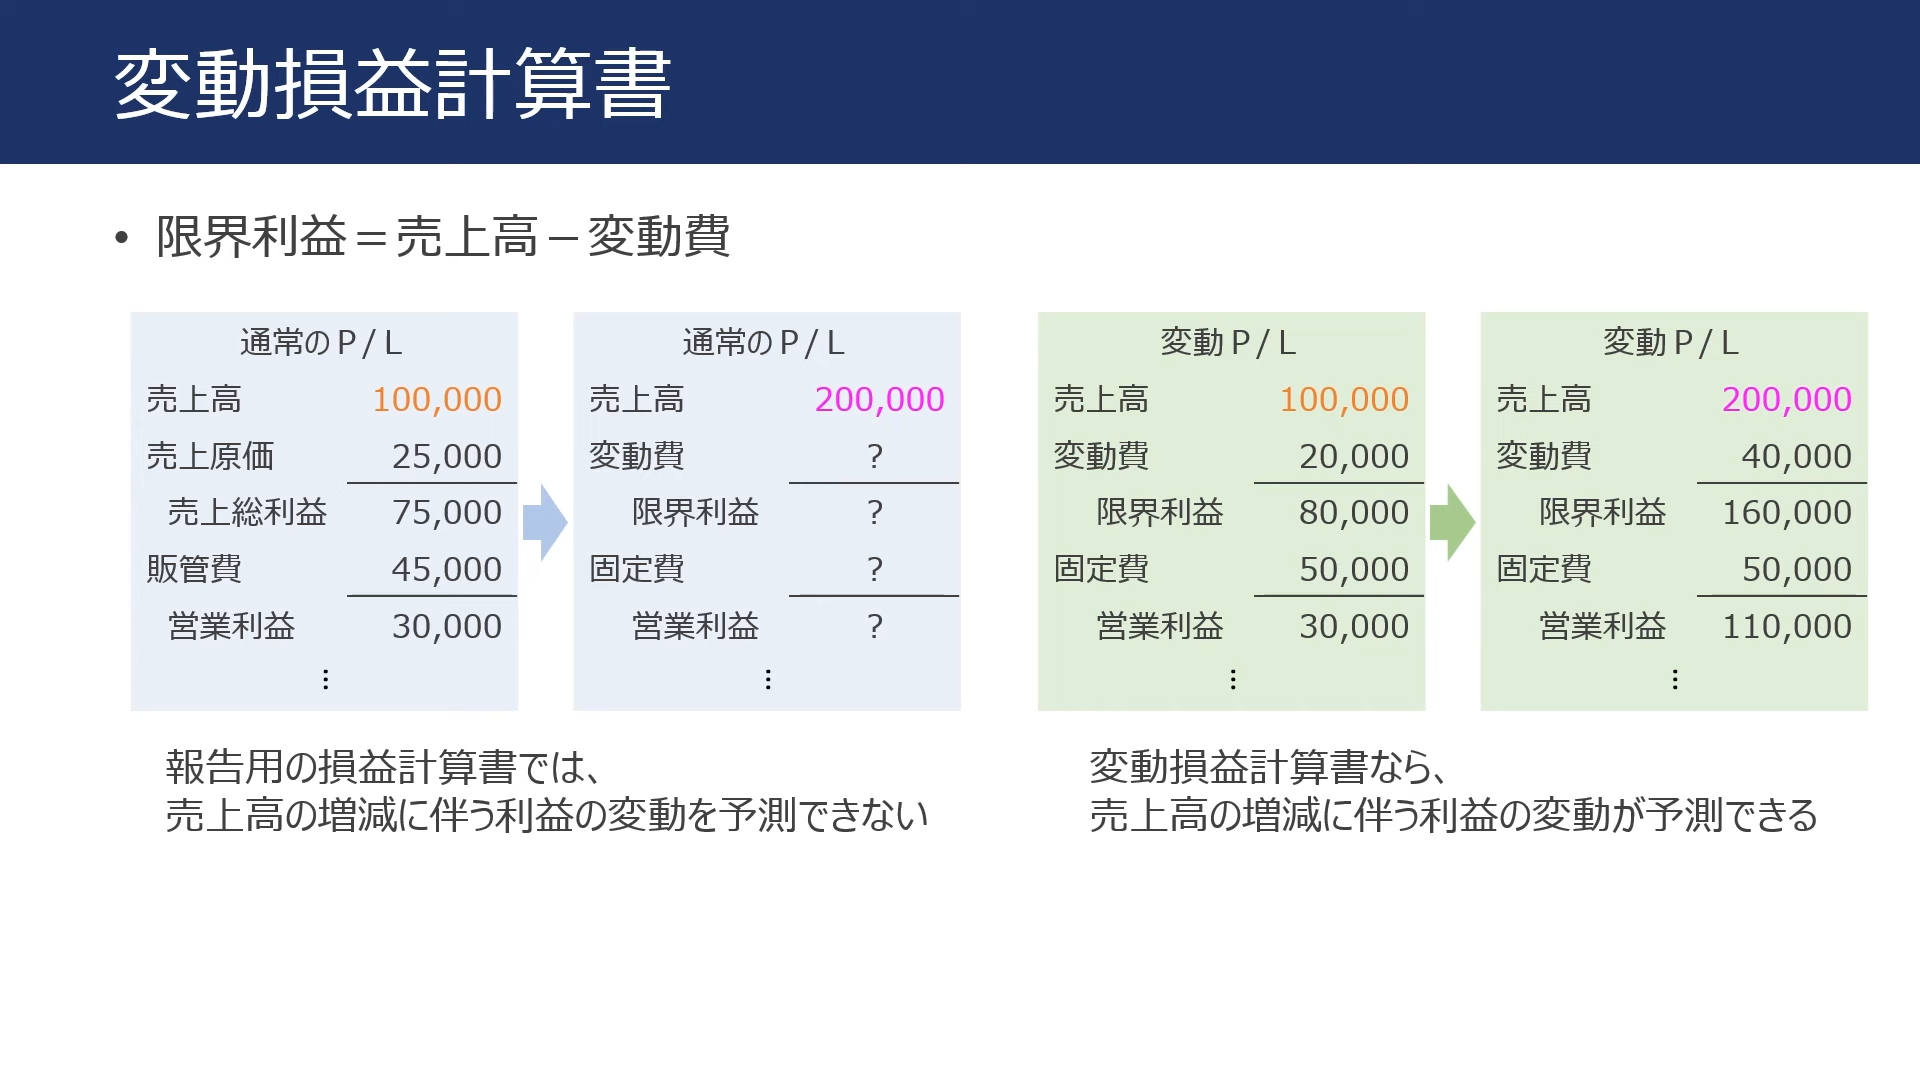 変動損益計算書
• 限界利益＝売上高－変動費
通常のＰ/Ｌ
売上高 100,000
売上原価 25,000
売上総利益 75,000
販管費 45,000
営業利益 30,000
⋮
通常のＰ/Ｌ
売上高 200,000
変動費 ?
限界利益 ?
固定費 ?
営業利益 ?
⋮
報告用の損益計算書では、
売上高の増減に伴う利益の変動を予測できない
変動Ｐ/Ｌ
売上高 100,000
変動費 20,000
限界利益 80,000
固定費 50,000
営業利益 30,000
⋮
変動Ｐ/Ｌ
売上高 200,000
変動費 40,000
限界利益 160,000
固定費 50,000
営業利益 110,000
⋮
変動損益計算書なら、
売上高の増減に伴う利益の変動が予測できる